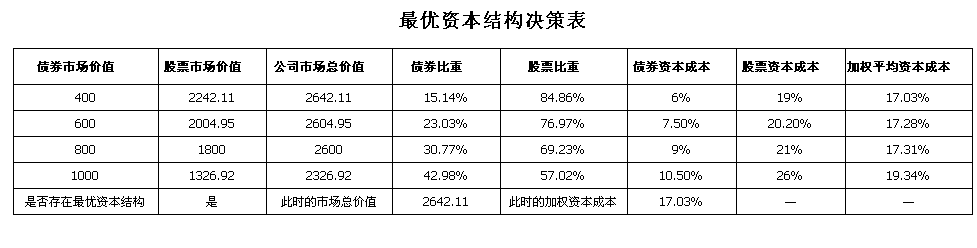 最优资本结构决策表
债券市场价值 股票市场价值 公司市场总价值 债券比重 股票比重 债券资本成本 股票资本成本 加权平均资本成本
400 2242.11 2642.11 15.14% 84.86% 6% 19% 17.03%
600 2004.95 2604.95 23.03% 76.97% 7.50% 20.20% 17.28%
800 1800 2600 30.77% 69.23% 9% 21% 17.31%
1000 1326.92 2326.92 42.98% 57.02% 10.50% 26% 19.34%
是否存在最优资本结构 是 此时的市场总价值 2642.11 此时的加权资本成本 17.03% — —